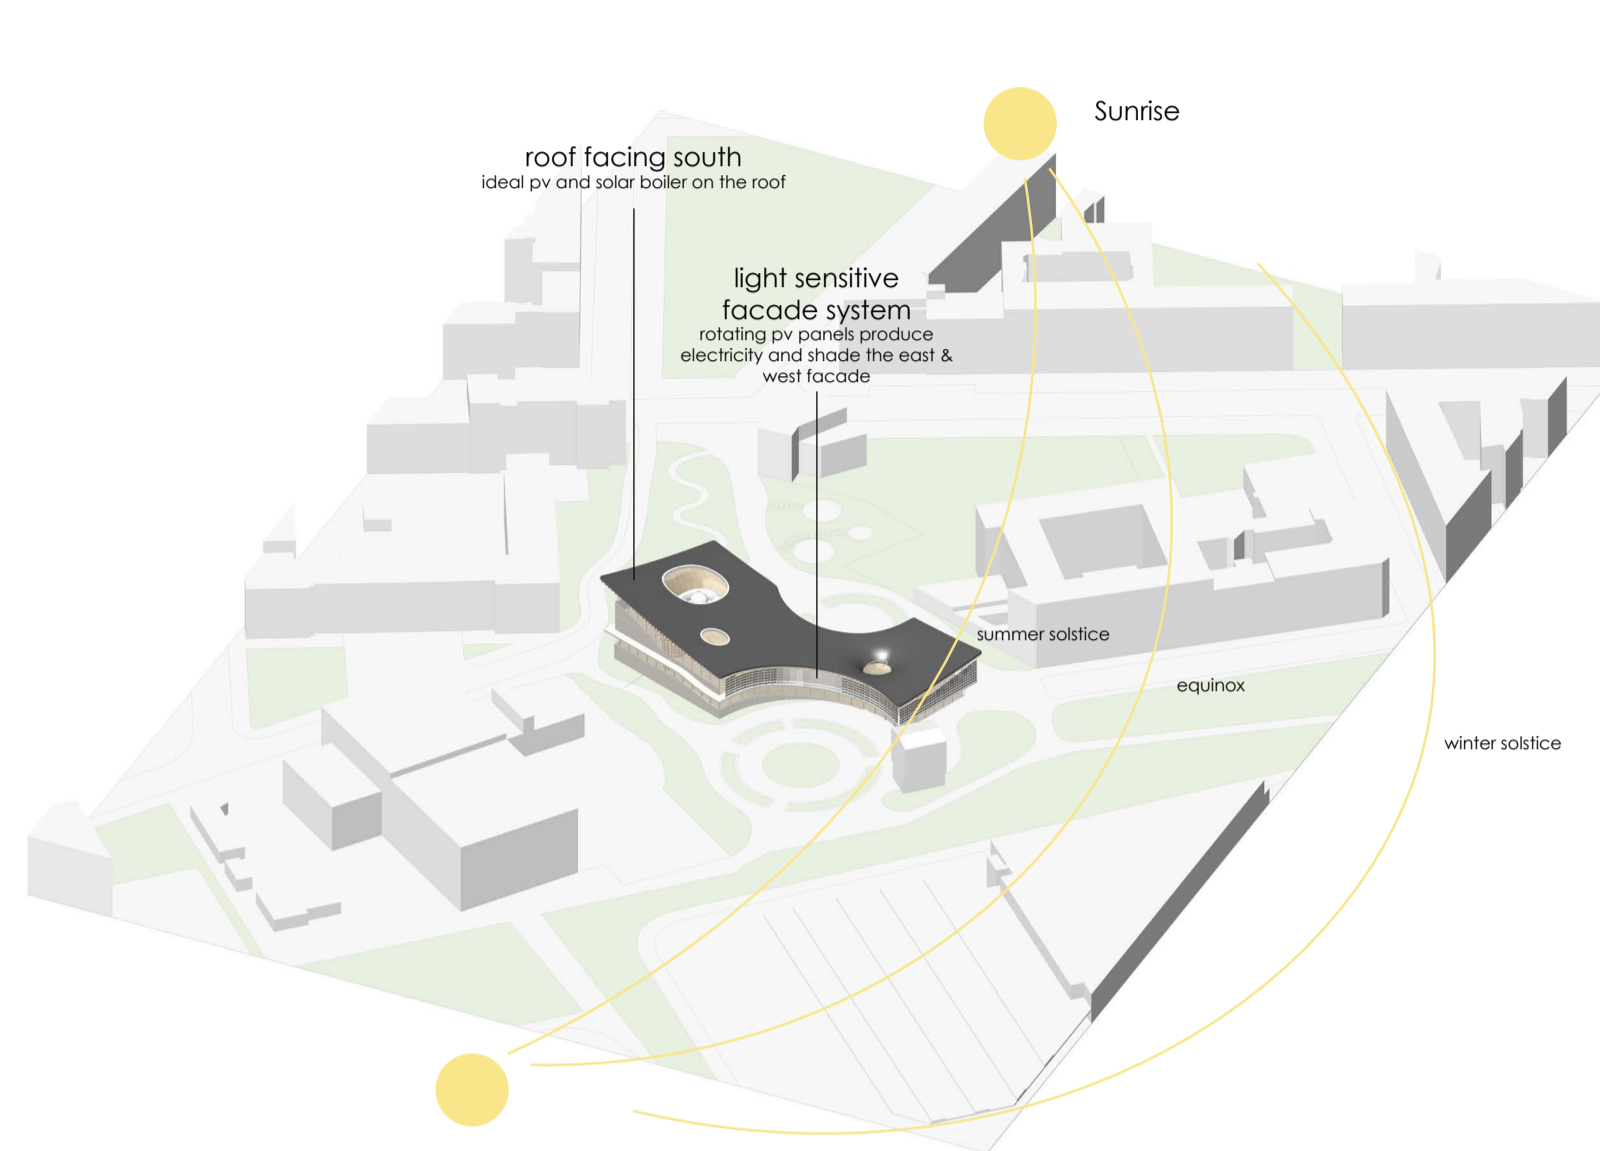 Sunrise
roof facing south
ideal pv and solar boiler on the roof
light sensitive
facade system
rotating pv panels produce
electricity and shade the east &
west facade
summer solstice
equinox
winter solstice